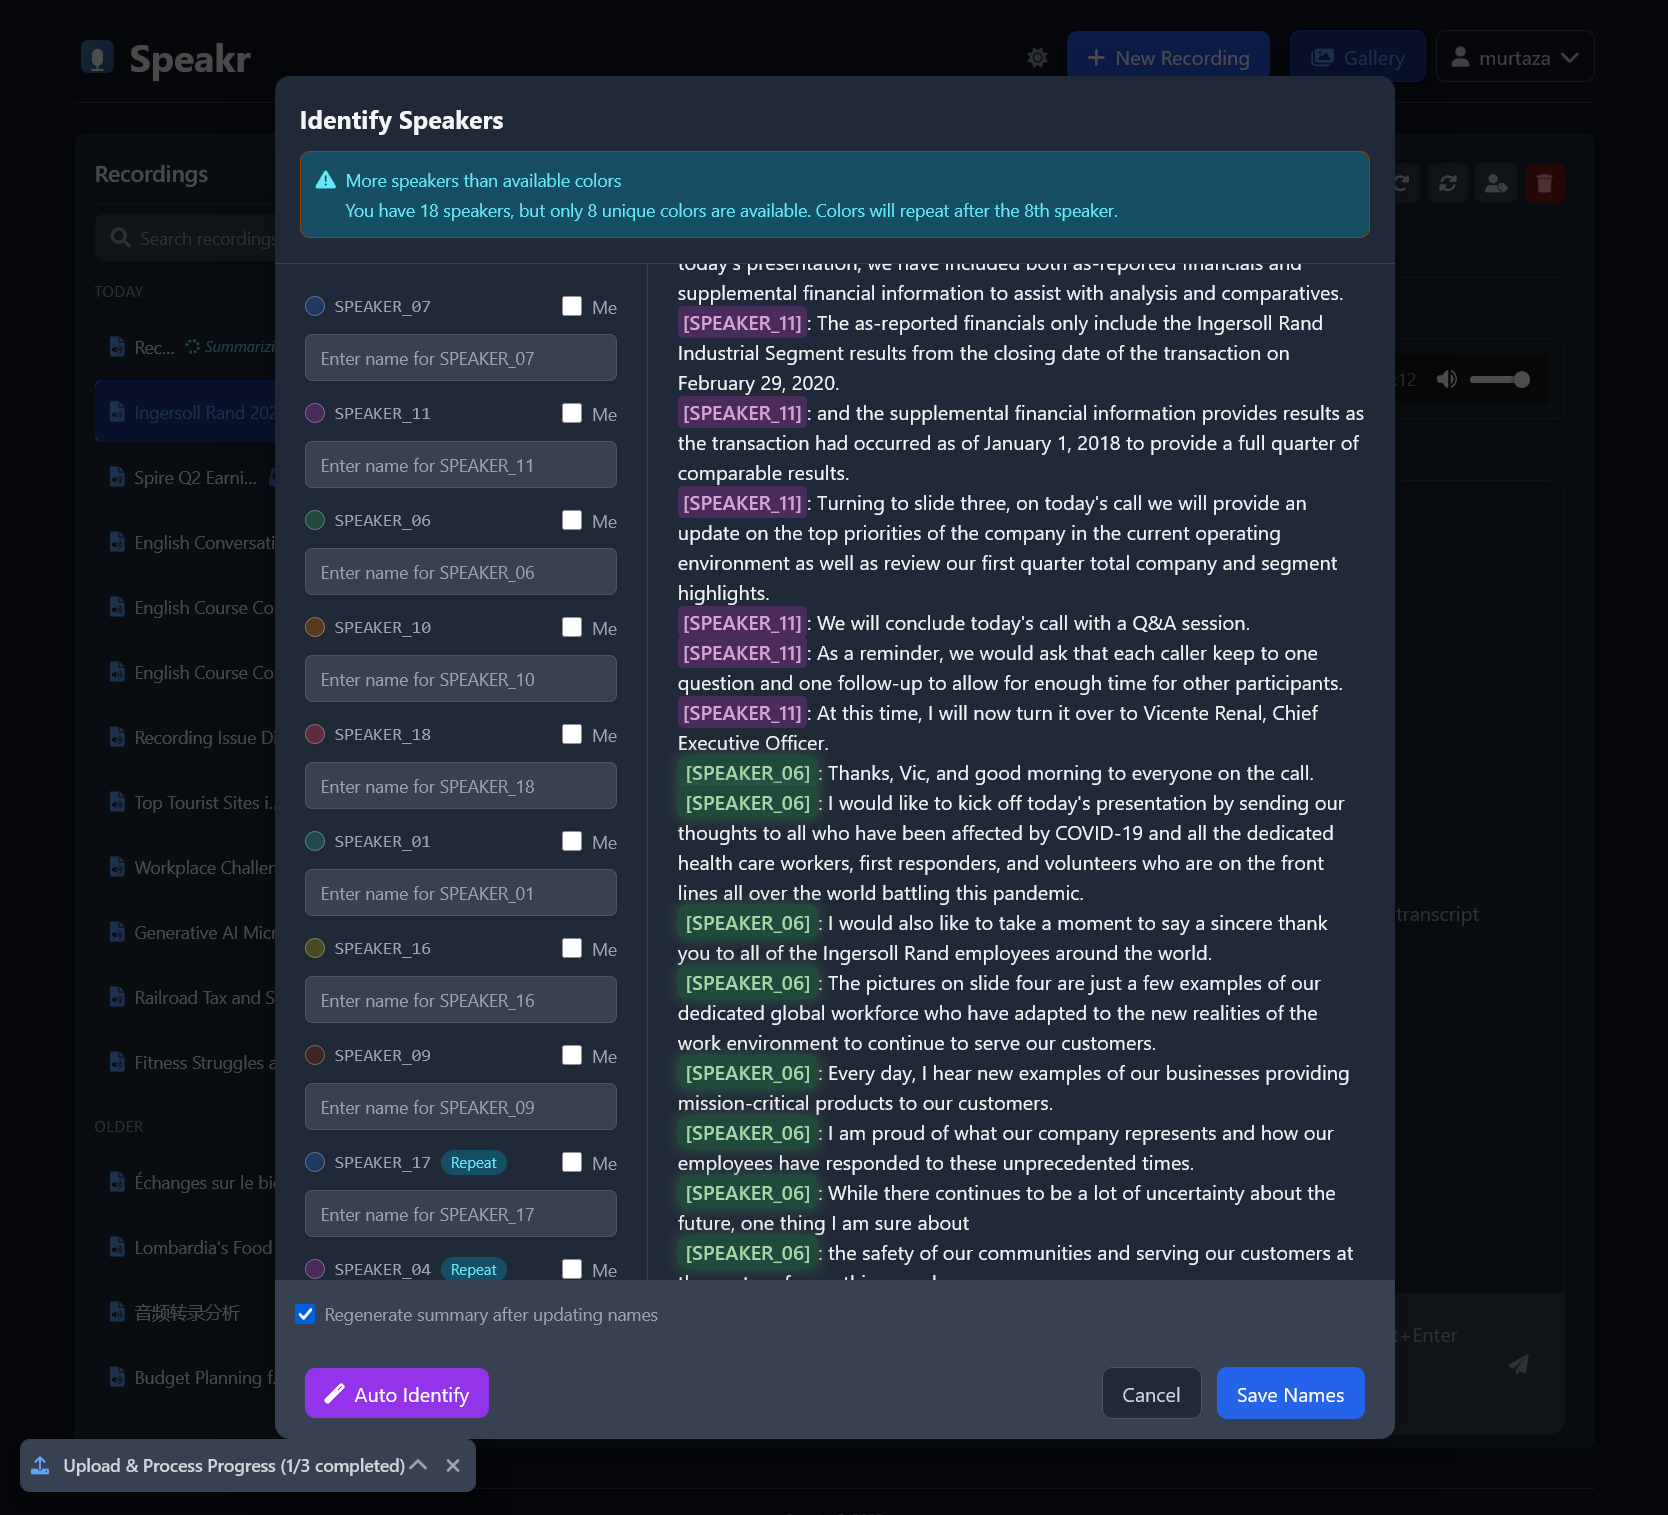 Speakr
New Recording
Gallery
murtaza
Identify Speakers
More speakers than available colors
You have 18 speakers, but only 8 unique colors are available. Colors will repeat after the 8th speaker.
Recordings
Search recordings
TODAY
Rec... Summarizi
Ingersoll Rand 202
Spire Q2 Earni...
English Conversati
English Course Co
English Course Co
Recording Issue Di
Top Tourist Sites i...
Workplace Challen
Generative AI Micr
Railroad Tax and S
Fitness Struggles a
OLDER
Échanges sur le bi
Lombardia's Food
音频转录分析
Budget Planning f...
SPEAKER_07 Me
Enter name for SPEAKER_07
SPEAKER_11 Me
Enter name for SPEAKER_11
SPEAKER_06 Me
Enter name for SPEAKER_06
SPEAKER_10 Me
Enter name for SPEAKER_10
SPEAKER_18 Me
Enter name for SPEAKER_18
SPEAKER_01 Me
Enter name for SPEAKER_01
SPEAKER_16 Me
Enter name for SPEAKER_16
SPEAKER_09 Me
Enter name for SPEAKER_09
SPEAKER_17 Repeat Me
Enter name for SPEAKER_17
SPEAKER_04 Repeat Me
today's presentation, we have included both as-reported financials and
supplemental financial information to assist with analysis and comparatives.
[SPEAKER_11]: The as-reported financials only include the Ingersoll Rand
Industrial Segment results from the closing date of the transaction on
February 29, 2020.
[SPEAKER_11]: and the supplemental financial information provides results as
the transaction had occurred as of January 1, 2018 to provide a full quarter of
comparable results.
[SPEAKER_11]: Turning to slide three, on today's call we will provide an
update on the top priorities of the company in the current operating
environment as well as review our first quarter total company and segment
highlights.
[SPEAKER_11]: We will conclude today's call with a Q&A session.
[SPEAKER_11]: As a reminder, we would ask that each caller keep to one
question and one follow-up to allow for enough time for other participants.
[SPEAKER_11]: At this time, I will now turn it over to Vicente Renal, Chief
Executive Officer.
[SPEAKER_06]: Thanks, Vic, and good morning to everyone on the call.
[SPEAKER_06]: I would like to kick off today's presentation by sending our
thoughts to all who have been affected by COVID-19 and all the dedicated
health care workers, first responders, and volunteers who are on the front
lines all over the world battling this pandemic.
[SPEAKER_06]: I would also like to take a moment to say a sincere thank
you to all of the Ingersoll Rand employees around the world.
[SPEAKER_06]: The pictures on slide four are just a few examples of our
dedicated global workforce who have adapted to the new realities of the
work environment to continue to serve our customers.
[SPEAKER_06]: Every day, I hear new examples of our businesses providing
mission-critical products to our customers.
[SPEAKER_06]: I am proud of what our company represents and how our
employees have responded to these unprecedented times.
[SPEAKER_06]: While there continues to be a lot of uncertainty about the
future, one thing I am sure about
[SPEAKER_06]: the safety of our communities and serving our customers at
:12
transcript
t+Enter
Regenerate summary after updating names
Auto Identify
Cancel
Save Names
Upload & Process Progress (1/3 completed)